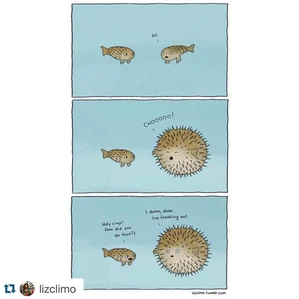 AH...
CHOOOOO!
Holy crap!
How did you
do that?!
I dunno, dude.
I'm freaking out.
lizclimo.tumblr.com
lizclimo